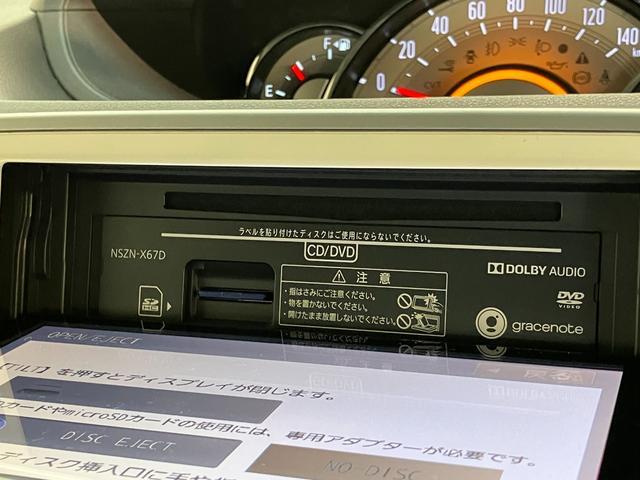 F
E
0
20
40
60
80
100
120
140
CVT
ラベルを貼り付けたディスクはご使用にならないでください。
CD/DVD
NSZN-X67D
注意
・指はさみにご注意ください。
・物を置かないでください。
・開けたまま放置しないでください。
DOLBY AUDIO
DVD
VIDEO
gracenote
OPEN/EJECT
[TILT] を押すとディスプレイが閉じます。
カードやmicroSDカードの使用には、専用アダプターが必要です。
DISC EJECT
NO DISC
ディスク挿入口に手や